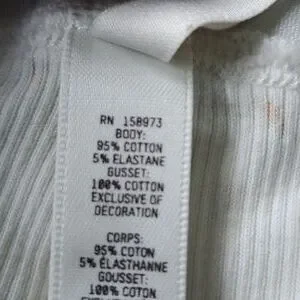 RN 158973
BODY:
95% COTTON
5% ELASTANE
GUSSET:
100% COTTON
EXCLUSIVE OF
DECORATION
CORPS:
95% COTON
5% ÉLASTHANNE
GOUSSET:
100% COTON